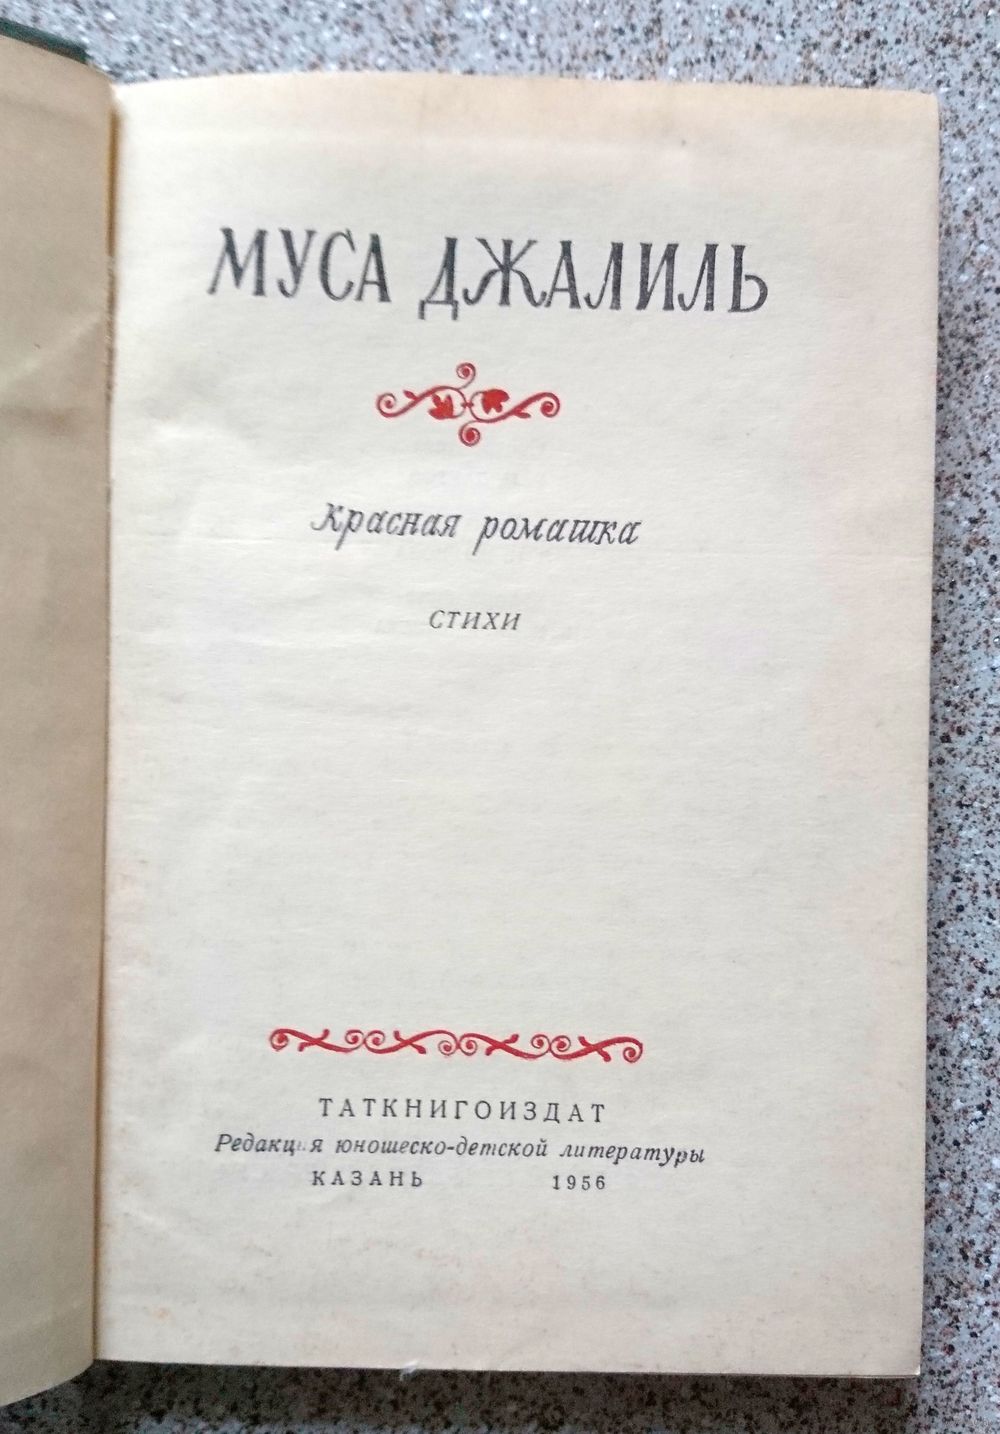 МУСА ДЖАЛИЛЬ
красная ромашка
СТИХИ
ТАТКНИГОИЗДАТ
Редакция юношеско-детской литературы
КАЗАНЬ 1956